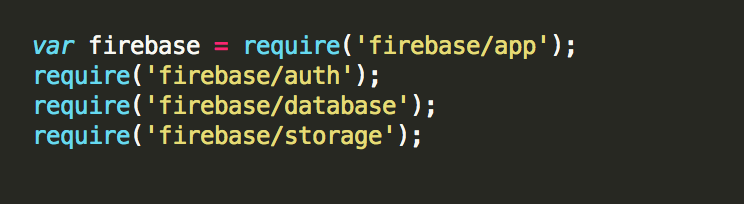 var firebase = require('firebase/app');
require('firebase/auth');
require('firebase/database');
require('firebase/storage');